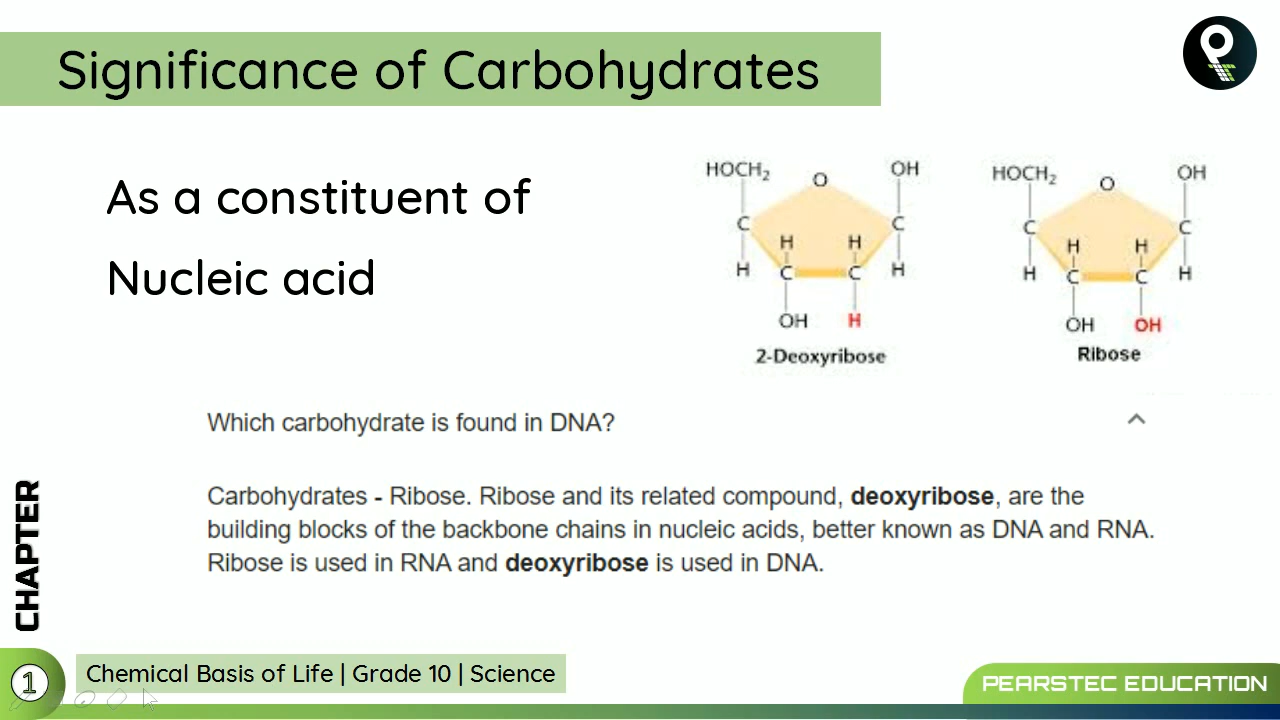 Significance of Carbohydrates
As a constituent of
Nucleic acid
HOCH2 O OH
C C
H H
H C C H
OH H
2-Deoxyribose
HOCH2 O OH
C C
H H
H C C H
OH OH
Ribose
Which carbohydrate is found in DNA?
Carbohydrates - Ribose. Ribose and its related compound, deoxyribose, are the
building blocks of the backbone chains in nucleic acids, better known as DNA and RNA.
Ribose is used in RNA and deoxyribose is used in DNA.
CHAPTER
1
Chemical Basis of Life | Grade 10 | Science
PEARSTEC EDUCATION